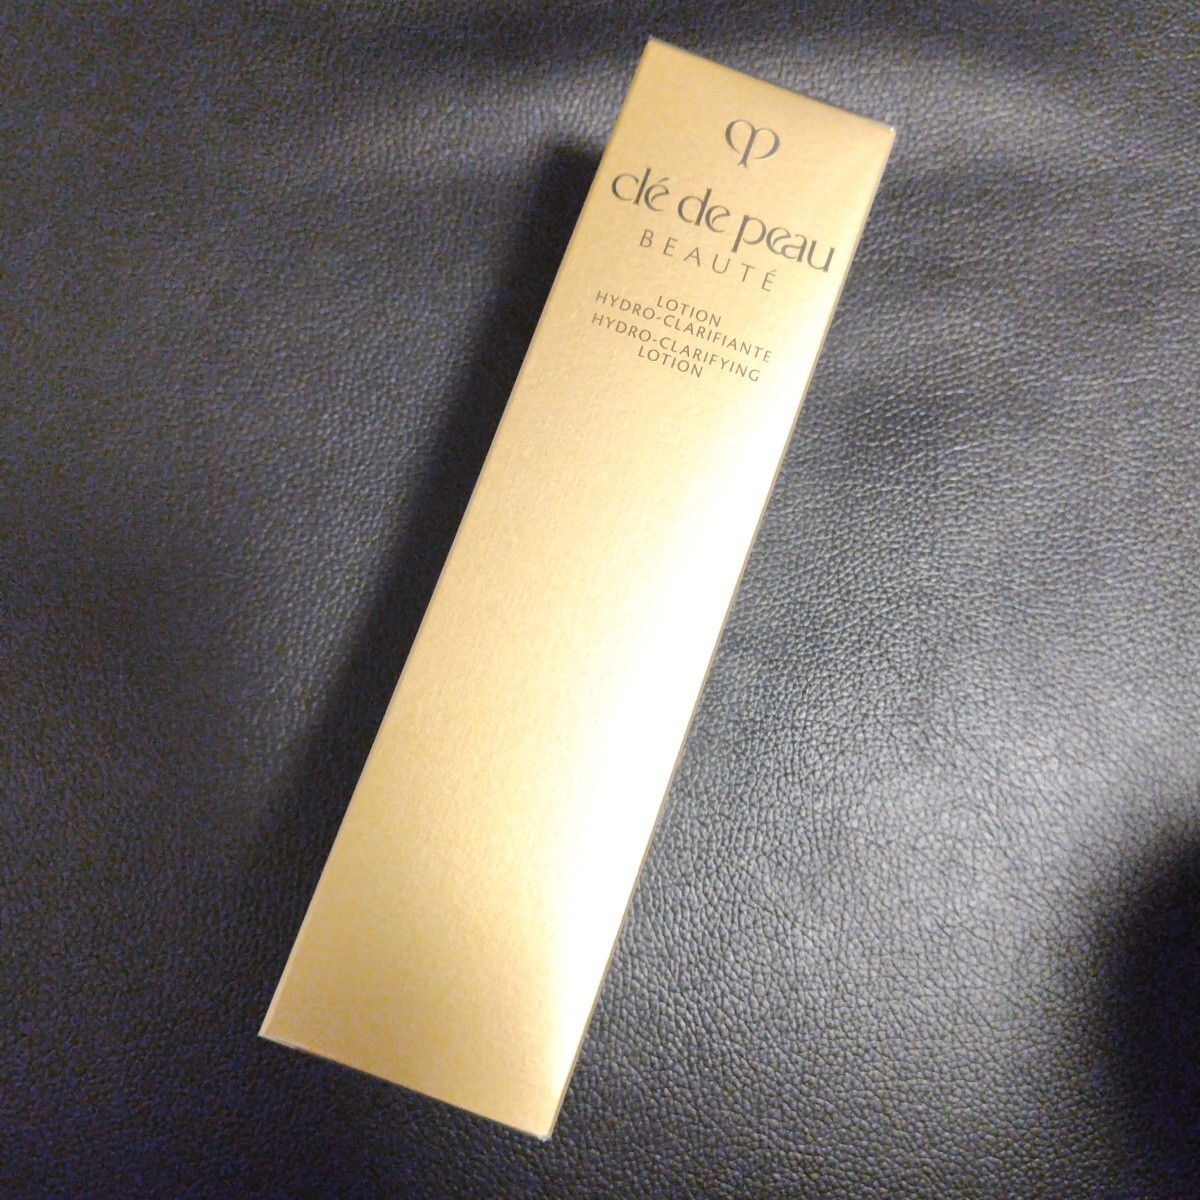 clé de peau
BEAUTÉ
LOTION
HYDRO-CLARIFIANTE
HYDRO-CLARIFYING
LOTION